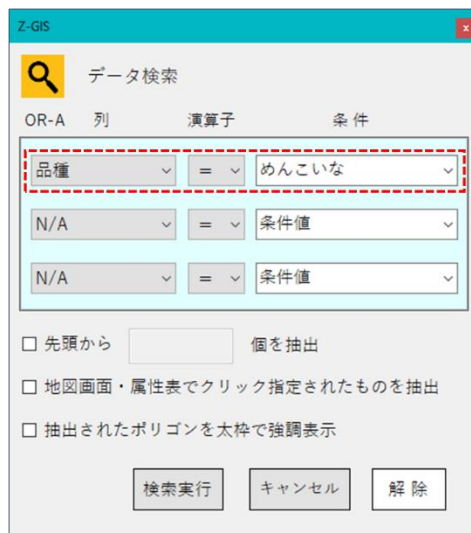 Z-GIS
x
データ検索
OR-A 列 演算子 条件
品種 = めんこいな
N/A = 条件値
N/A = 条件値
先頭から 個を抽出
地図画面・属性表でクリック指定されたものを抽出
抽出されたポリゴンを太枠で強調表示
検索実行 キャンセル 解除